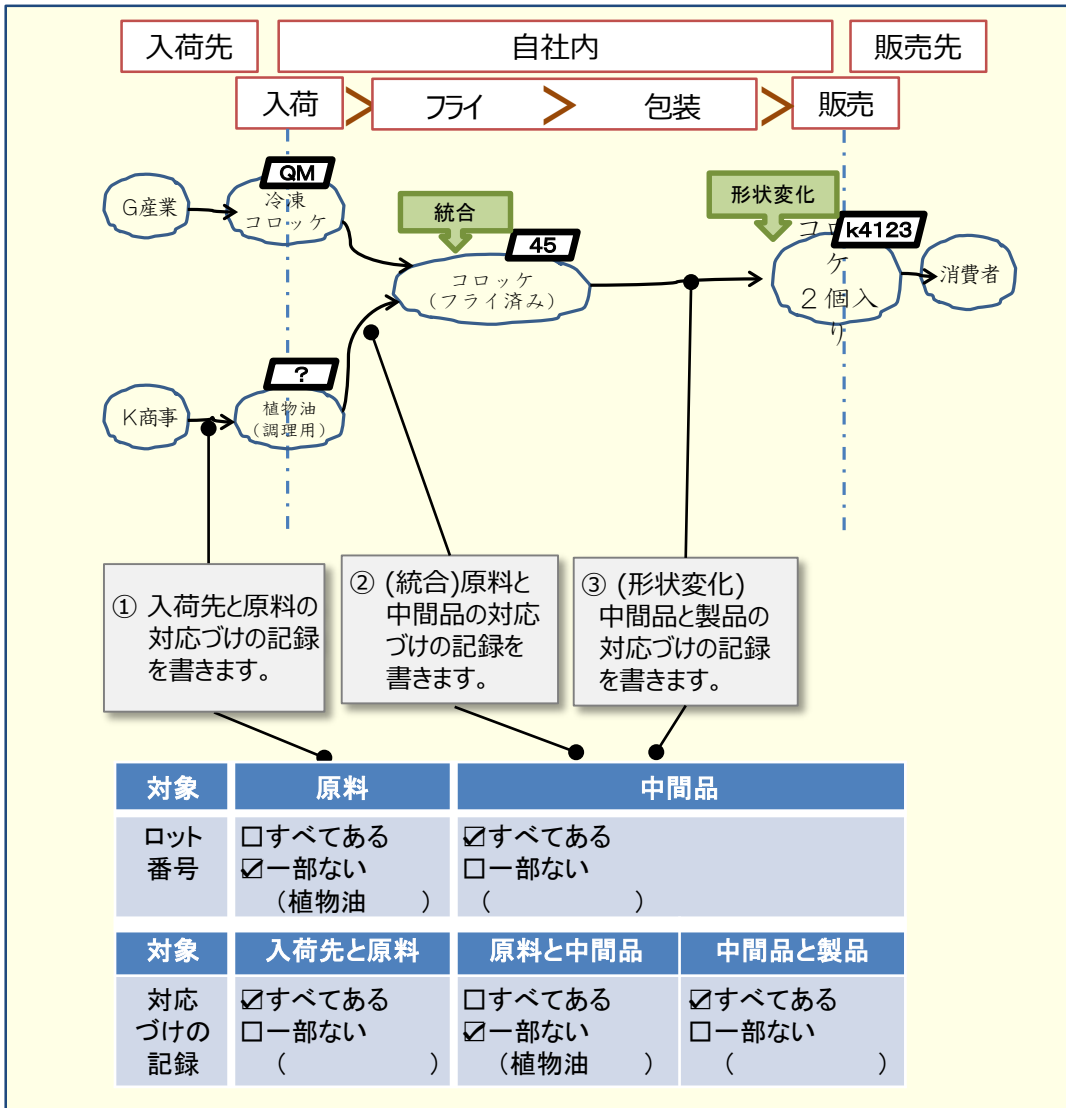 入荷先
自社内
販売先
入荷
フライ
包装
販売
QM
G産業
冷凍
コロッケ
統合
45
コロッケ
(フライ済み)
形状変化
k4123
コロッ
ケ
2個入
り
消費者
?
K商事
植物油
(調理用)
① 入荷先と原料の
対応づけの記録
を書きます。
② (統合)原料と
中間品の対応
づけの記録を
書きます。
③ (形状変化)
中間品と製品の
対応づけの記録
を書きます。
対象 原料 中間品
ロット
番号
□すべてある
☑一部ない
(植物油 )
☑すべてある
□一部ない
( )
対象 入荷先と原料 原料と中間品 中間品と製品
対応
づけの
記録
☑すべてある
□一部ない
( )
□すべてある
☑一部ない
(植物油 )
☑すべてある
□一部ない
( )